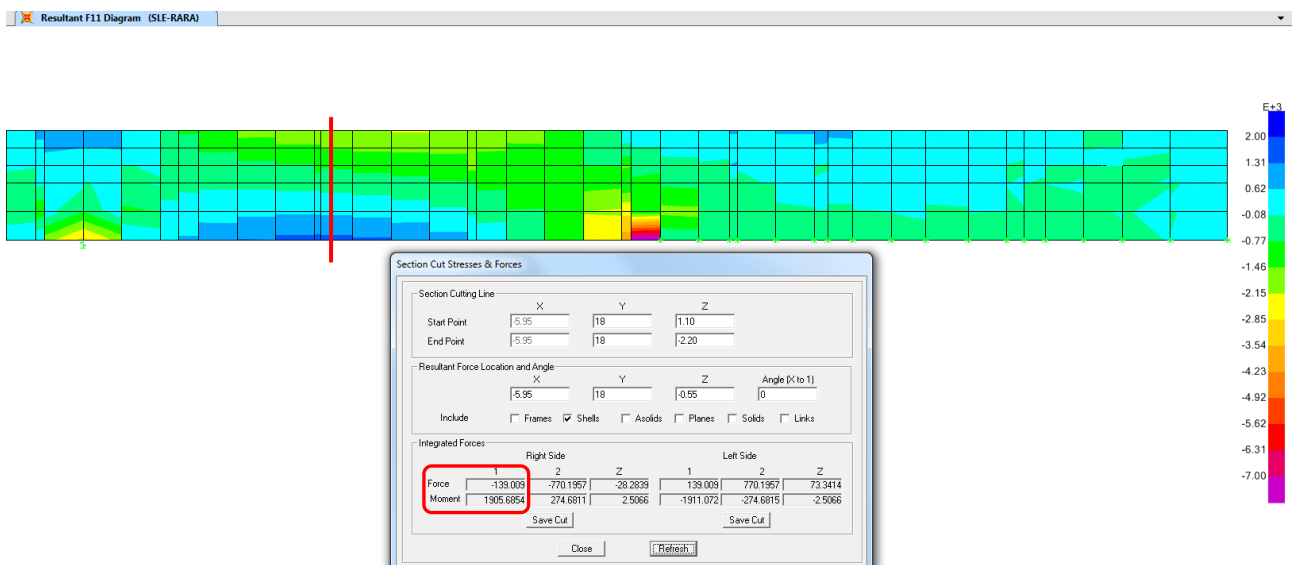 Resultant F11 Diagram (SLE-RARA)
E+3
2.00
1.31
0.62
-0.08
-0.77
-1.46
-2.15
-2.85
-3.54
-4.23
-4.92
-5.62
-6.31
-7.00
Section Cut Stresses & Forces
Section Cutting Line
X Y Z
Start Point -5.95 18 1.10
End Point -5.95 18 -2.20
Resultant Force Location and Angle
X Y Z Angle (X to 1)
-5.95 18 -0.55 0
Include Frames Shells Asolids Planes Solids Links
Integrated Forces
Right Side Left Side
1 2 Z 1 2 Z
Force -139.009 -770.1957 -28.2839 139.009 770.1957 73.3414
Moment 1905.6854 274.6811 2.5066 -1911.072 -274.6815 -2.5066
Save Cut Save Cut
Close Refresh